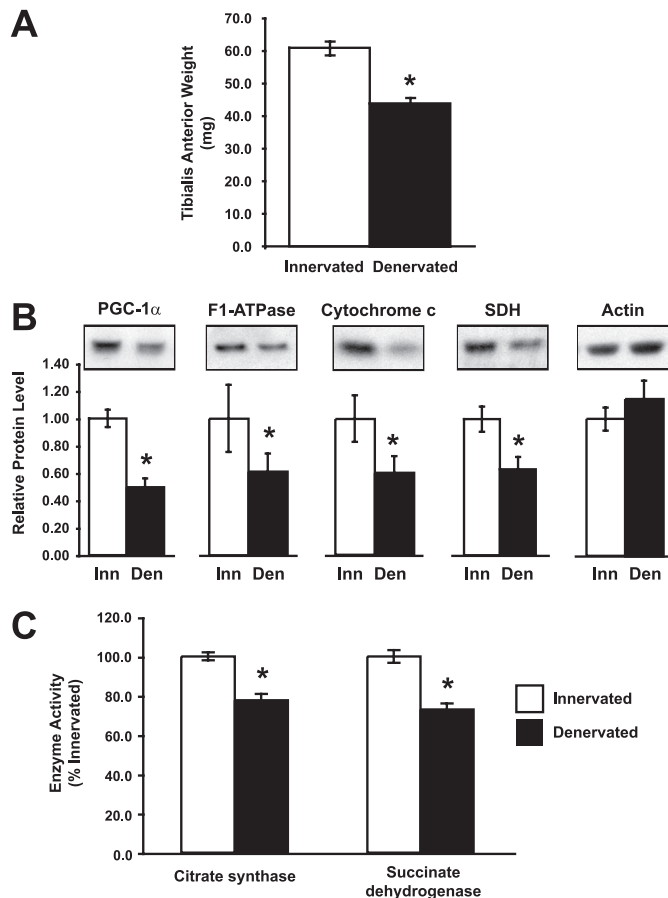 A
Tibialis Anterior Weight
(mg)
70.0
60.0
50.0
40.0
30.0
20.0
10.0
0.0
*
Innervated Denervated
B
PGC-1α F1-ATPase Cytochrome c SDH Actin
Relative Protein Level
1.40
1.20
1.00
0.80
0.60
0.40
0.20
0.00
* * * *
Inn Den Inn Den Inn Den Inn Den Inn Den
C
Enzyme Activity
(% Innervated)
120.0
100.0
80.0
60.0
40.0
20.0
0.0
* *
Citrate synthase Succinate
dehydrogenase
Innervated
Denervated